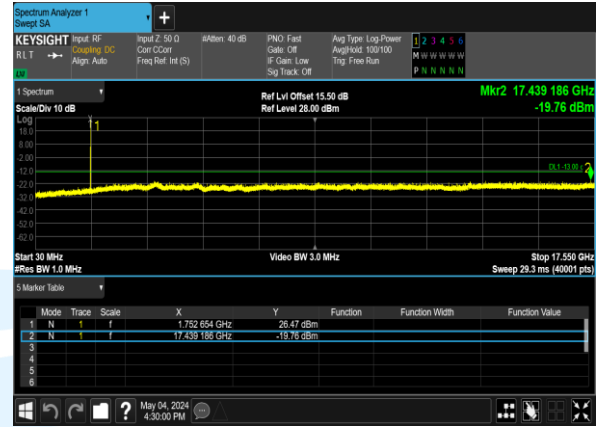 Spectrum Analyzer 1
Swept SA
+
KEYSIGHT Input: RF Input Z: 50 Ω #Atten: 40 dB PNO: Fast Avg Type: Log-Power 1 2 3 4 5 6
RLT Coupling: DC Corr CCorr Gate: Off Avg|Hold: 100/100 M W W W W W
Align: Auto Freq Ref: Int (S) IF Gain: Low Trig: Free Run P N N N N N
Sig Track: Off
LW
1 Spectrum Ref Lvl Offset 15.50 dB Mkr2 17.439 186 GHz
Scale/Div 10 dB Ref Level 28.00 dBm -19.76 dBm
Log
18.0
8.00
-2.00
-12.0
-22.0
-32.0
-42.0
-52.0
-62.0
1
DL1 -13.00
2
Start 30 MHz Video BW 3.0 MHz Stop 17.550 GHz
#Res BW 1.0 MHz Sweep 29.3 ms (40001 pts)
5 Marker Table
Mode Trace Scale X Y Function Function Width Function Value
1 N 1 f 1.752 654 GHz 26.47 dBm
2 N 1 f 17.439 186 GHz -19.76 dBm
3
4
5
6
? May 04, 2024
4:30:00 PM